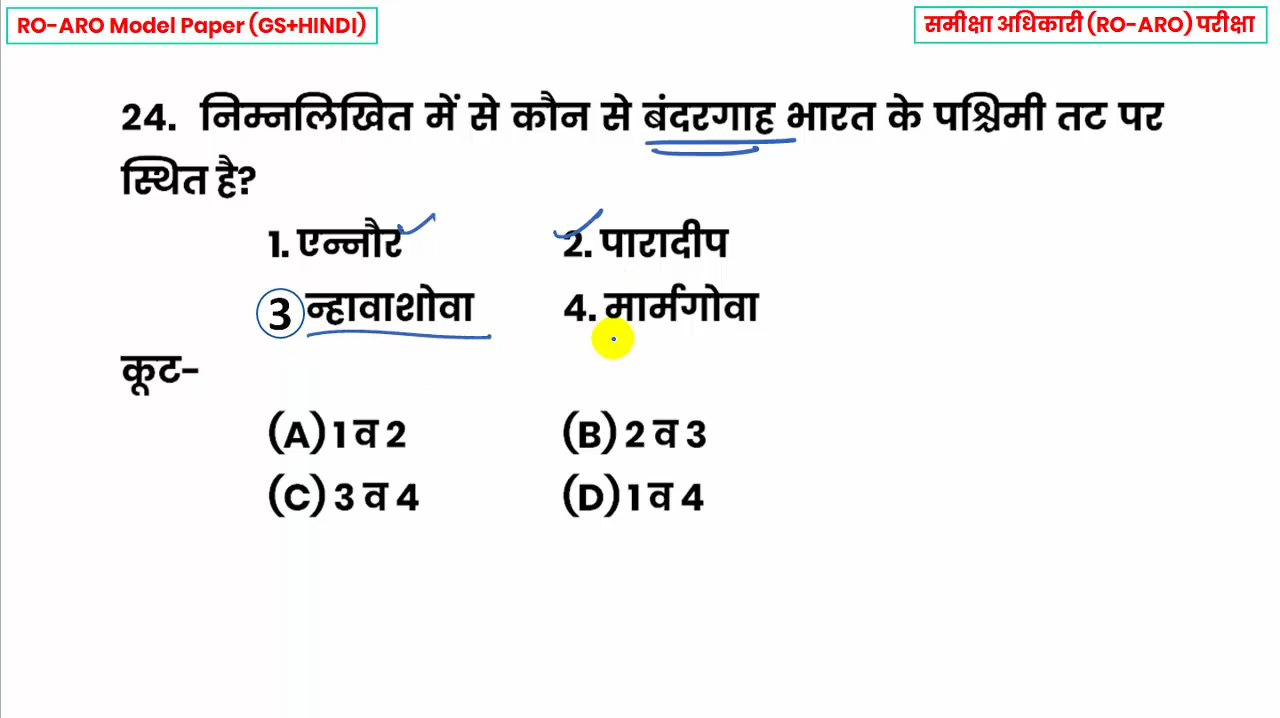 RO-ARO Model Paper (GS+HINDI)
समीक्षा अधिकारी (RO-ARO) परीक्षा
24. निम्नलिखित में से कौन से बंदरगाह भारत के पश्चिमी तट पर
स्थित है?
1. एन्नौर 2. पारादीप
3 न्हावाशोवा 4. मार्मगोवा
कूट-
(A) 1 व 2 (B) 2 व 3
(C) 3 व 4 (D) 1 व 4